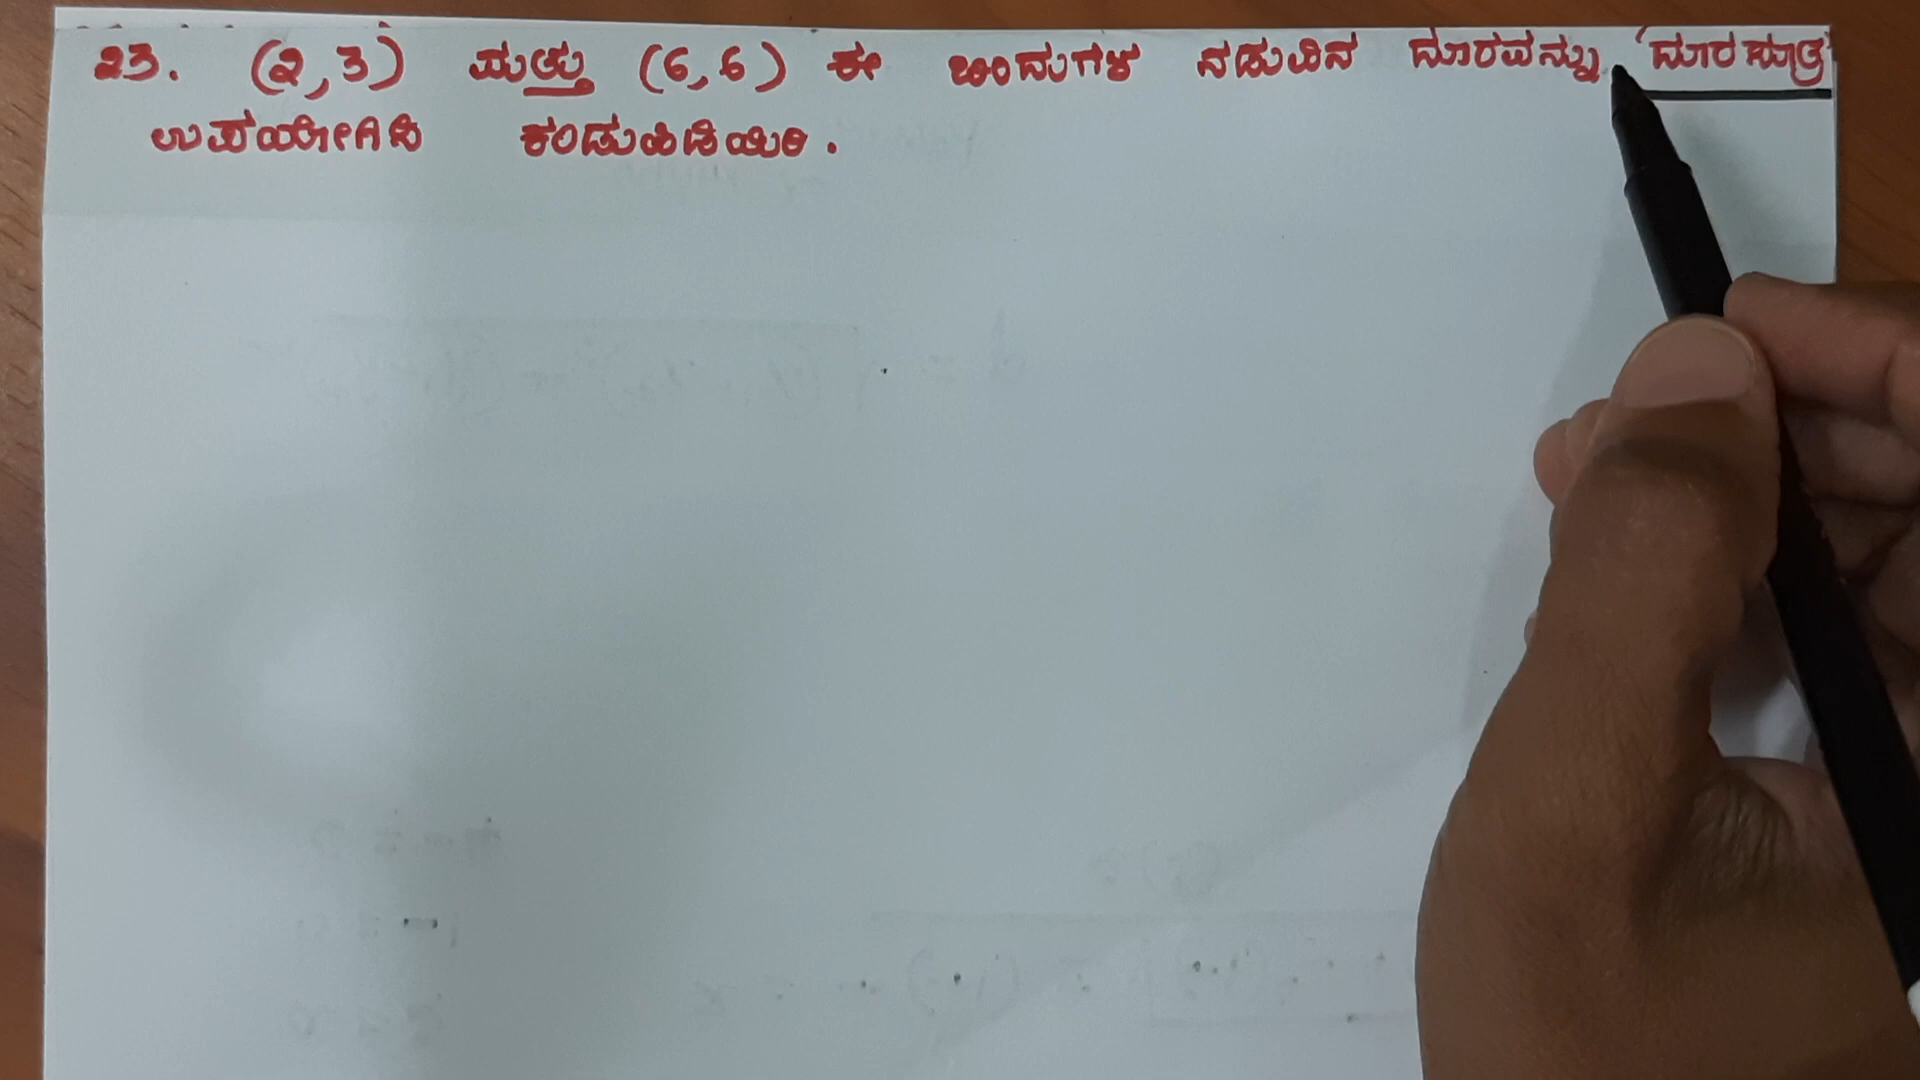 23. (2,3) ಮತ್ತು (6,6) ಈ ಬಿಂದುಗಳ ನಡುವಿನ ದೂರವನ್ನು 'ದೂರ ಸೂತ್ರ'
ಉಪಯೋಗಿಸಿ ಕಂಡುಹಿಡಿಯಿರಿ.